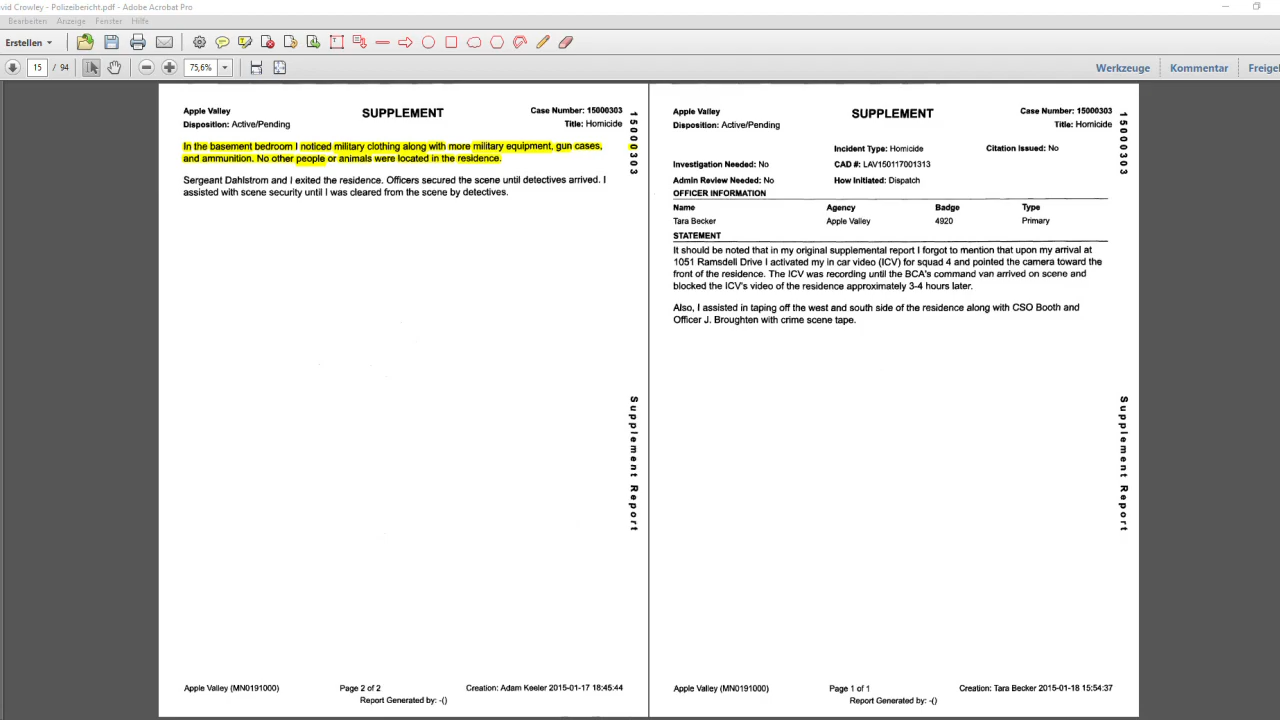 vid Crowley - Polizeibericht.pdf - Adobe Acrobat Pro
Bearbeiten Anzeige Fenster Hilfe
Erstellen
15 / 94 75,6% Werkzeuge Kommentar Freigel
Apple Valley SUPPLEMENT Case Number: 15000303
Disposition: Active/Pending Title: Homicide
In the basement bedroom I noticed military clothing along with more military equipment, gun cases,
and ammunition. No other people or animals were located in the residence.
Sergeant Dahlstrom and I exited the residence. Officers secured the scene until detectives arrived. I
assisted with scene security until I was cleared from the scene by detectives.
15000303
Supplement Report
Apple Valley (MN0191000) Page 2 of 2 Creation: Adam Keeler 2015-01-17 18:45:44
Report Generated by: -()
Apple Valley SUPPLEMENT Case Number: 15000303
Disposition: Active/Pending Title: Homicide
Incident Type: Homicide Citation Issued: No
Investigation Needed: No CAD #: LAV150117001313
Admin Review Needed: No How Initiated: Dispatch
OFFICER INFORMATION
Name Agency Badge Type
Tara Becker Apple Valley 4920 Primary
STATEMENT
It should be noted that in my original supplemental report I forgot to mention that upon my arrival at
1051 Ramsdell Drive I activated my in car video (ICV) for squad 4 and pointed the camera toward the
front of the residence. The ICV was recording until the BCA's command van arrived on scene and
blocked the ICV's video of the residence approximately 3-4 hours later.
Also, I assisted in taping off the west and south side of the residence along with CSO Booth and
Officer J. Broughten with crime scene tape.
15000303
Supplement Report
Apple Valley (MN0191000) Page 1 of 1 Creation: Tara Becker 2015-01-18 15:54:37
Report Generated by: -()